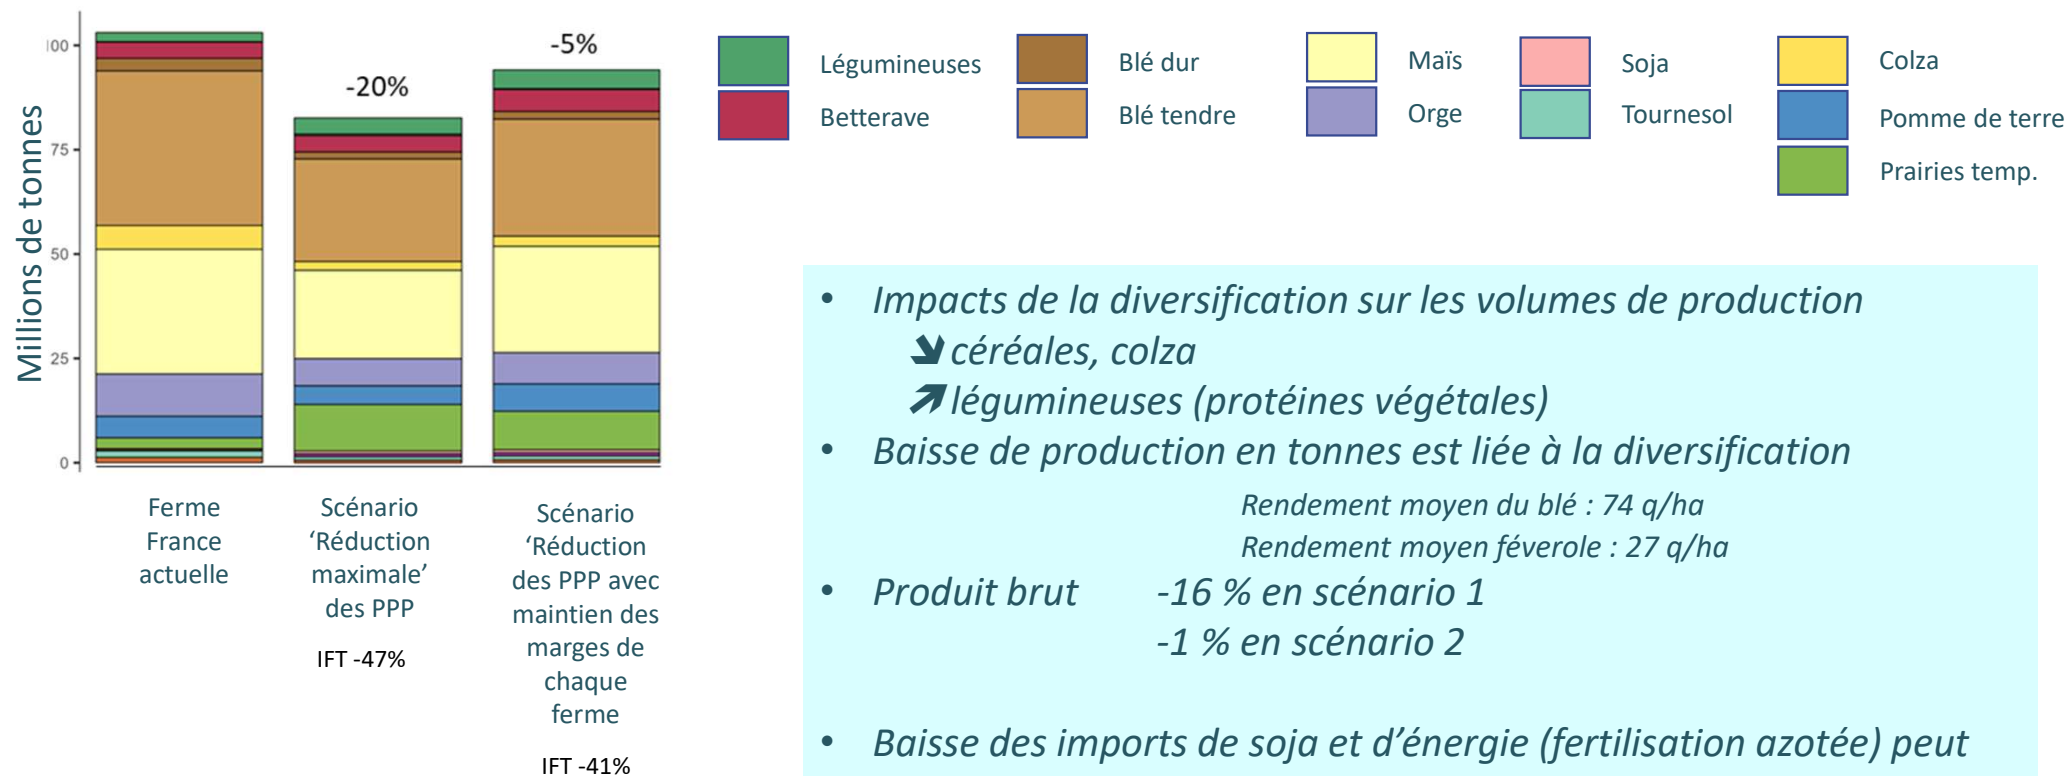 Millions de tonnes
100
75
50
25
0
-20%
-5%
Légumineuses
Betterave
Blé dur
Blé tendre
Maïs
Orge
Soja
Tournesol
Colza
Pomme de terre
Prairies temp.
Ferme
France
actuelle
Scénario
‘Réduction
maximale’
des PPP
IFT -47%
Scénario
‘Réduction
des PPP avec
maintien des
marges de
chaque
ferme
IFT -41%
• Impacts de la diversification sur les volumes de production
➘ céréales, colza
➚ légumineuses (protéines végétales)
• Baisse de production en tonnes est liée à la diversification
Rendement moyen du blé : 74 q/ha
Rendement moyen féverole : 27 q/ha
• Produit brut -16 % en scénario 1
-1 % en scénario 2
• Baisse des imports de soja et d’énergie (fertilisation azotée) peut